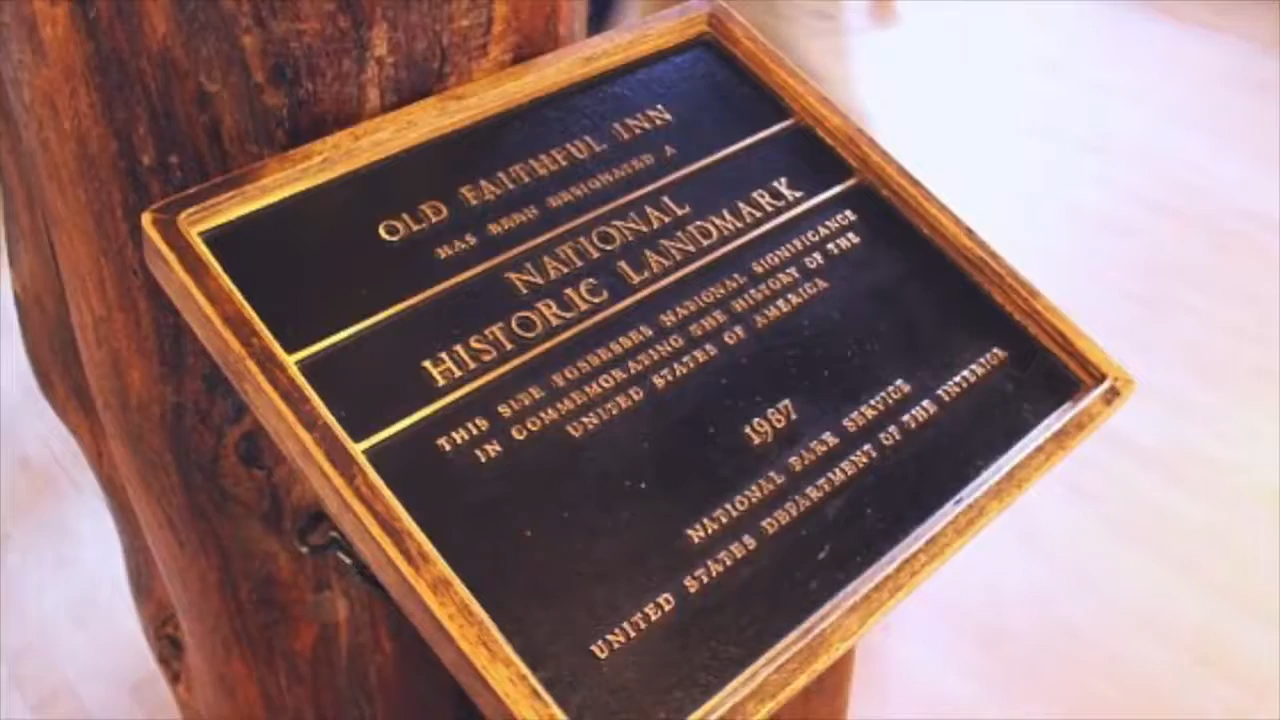 OLD FAITHFUL INN
HAS BEEN DESIGNATED A
NATIONAL
HISTORIC LANDMARK
THIS SITE POSSESSES NATIONAL SIGNIFICANCE
IN COMMEMORATING THE HISTORY OF THE
UNITED STATES OF AMERICA
1987
NATIONAL PARK SERVICE
UNITED STATES DEPARTMENT OF THE INTERIOR